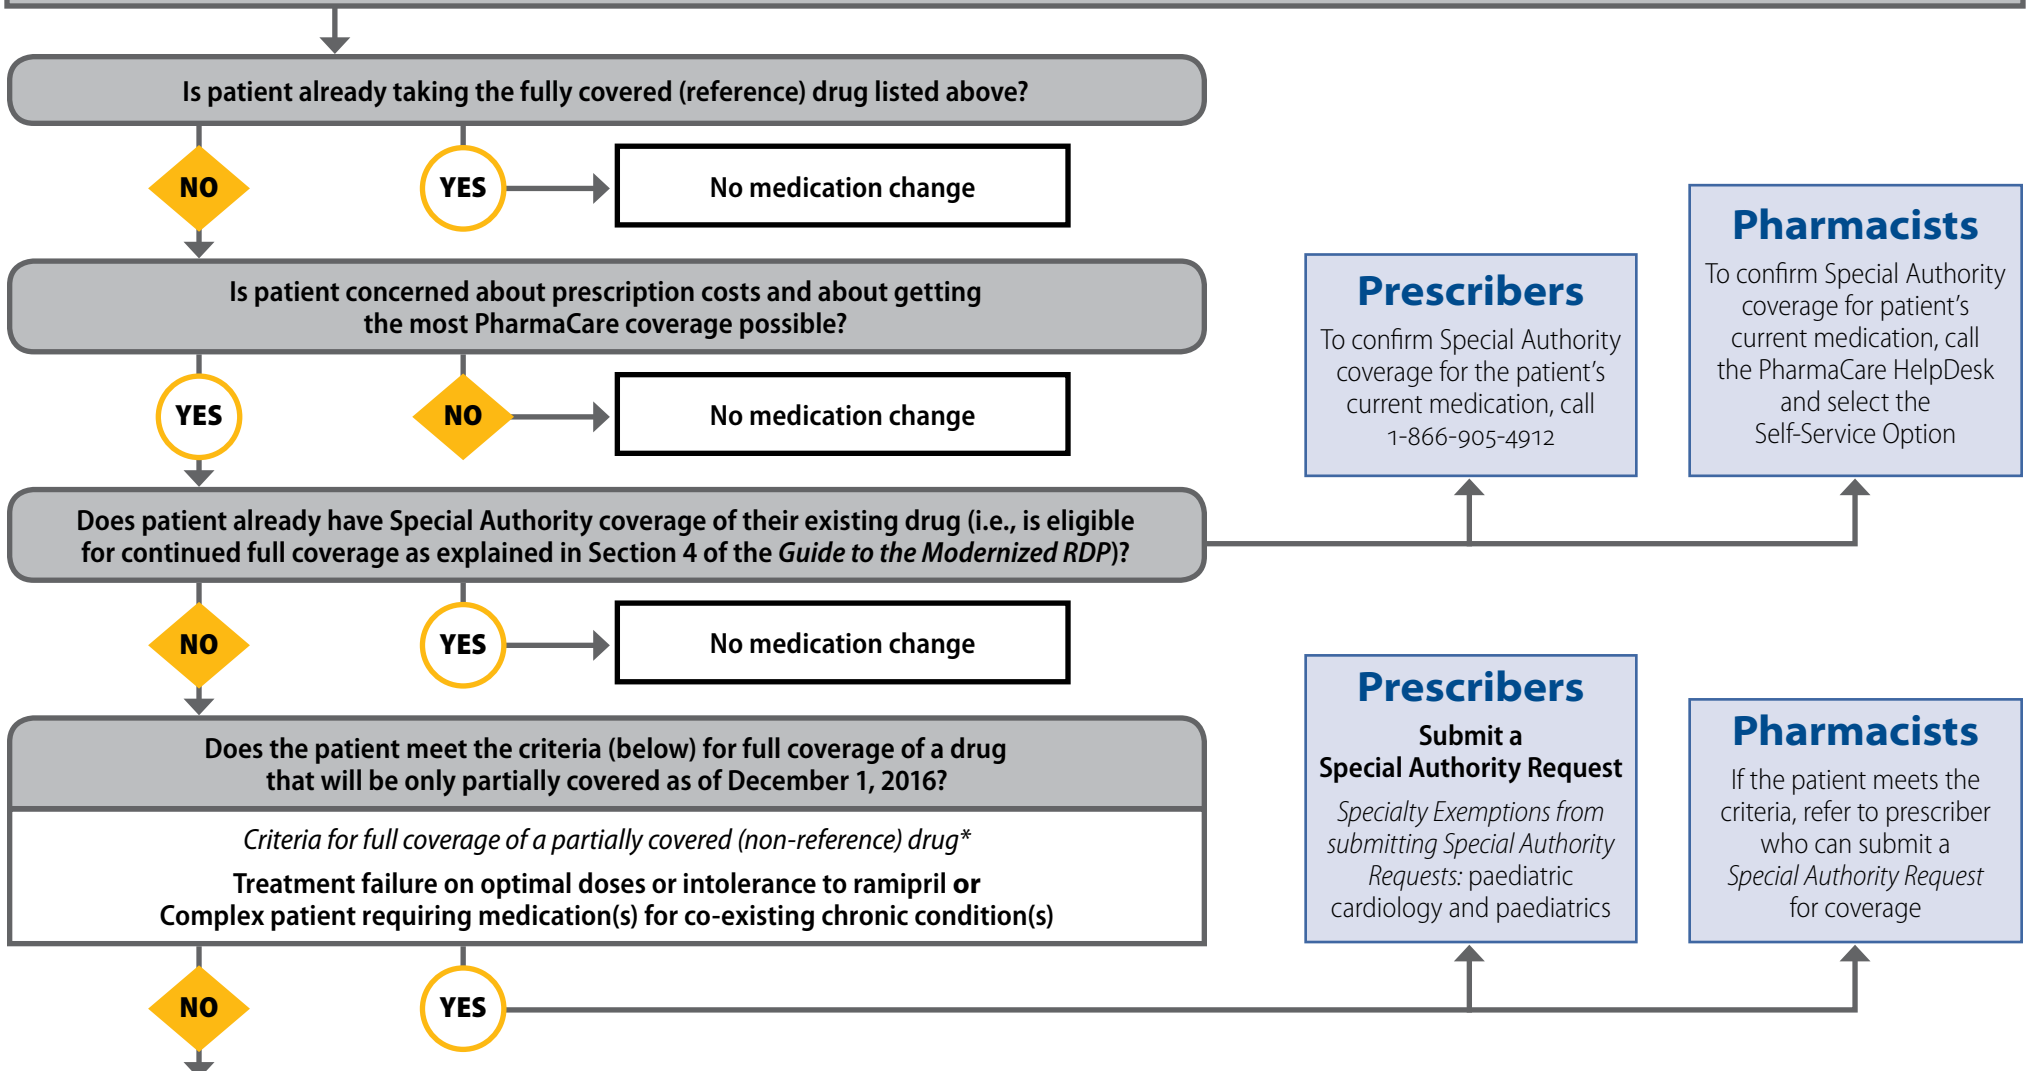 Is patient already taking the fully covered (reference) drug listed above?
NO
YES
No medication change
Is patient concerned about prescription costs and about getting
the most PharmaCare coverage possible?
YES
NO
No medication change
Prescribers
To confirm Special Authority
coverage for the patient's
current medication, call
1-866-905-4912
Pharmacists
To confirm Special Authority
coverage for patient's
current medication, call
the PharmaCare HelpDesk
and select the
Self-Service Option
Does patient already have Special Authority coverage of their existing drug (i.e., is eligible
for continued full coverage as explained in Section 4 of the Guide to the Modernized RDP)?
NO
YES
No medication change
Does the patient meet the criteria (below) for full coverage of a drug
that will be only partially covered as of December 1, 2016?
Criteria for full coverage of a partially covered (non-reference) drug*
Treatment failure on optimal doses or intolerance to ramipril or
Complex patient requiring medication(s) for co-existing chronic condition(s)
NO
YES
Prescribers
Submit a
Special Authority Request
Specialty Exemptions from
submitting Special Authority
Requests: paediatric
cardiology and paediatrics
Pharmacists
If the patient meets the
criteria, refer to prescriber
who can submit a
Special Authority Request
for coverage